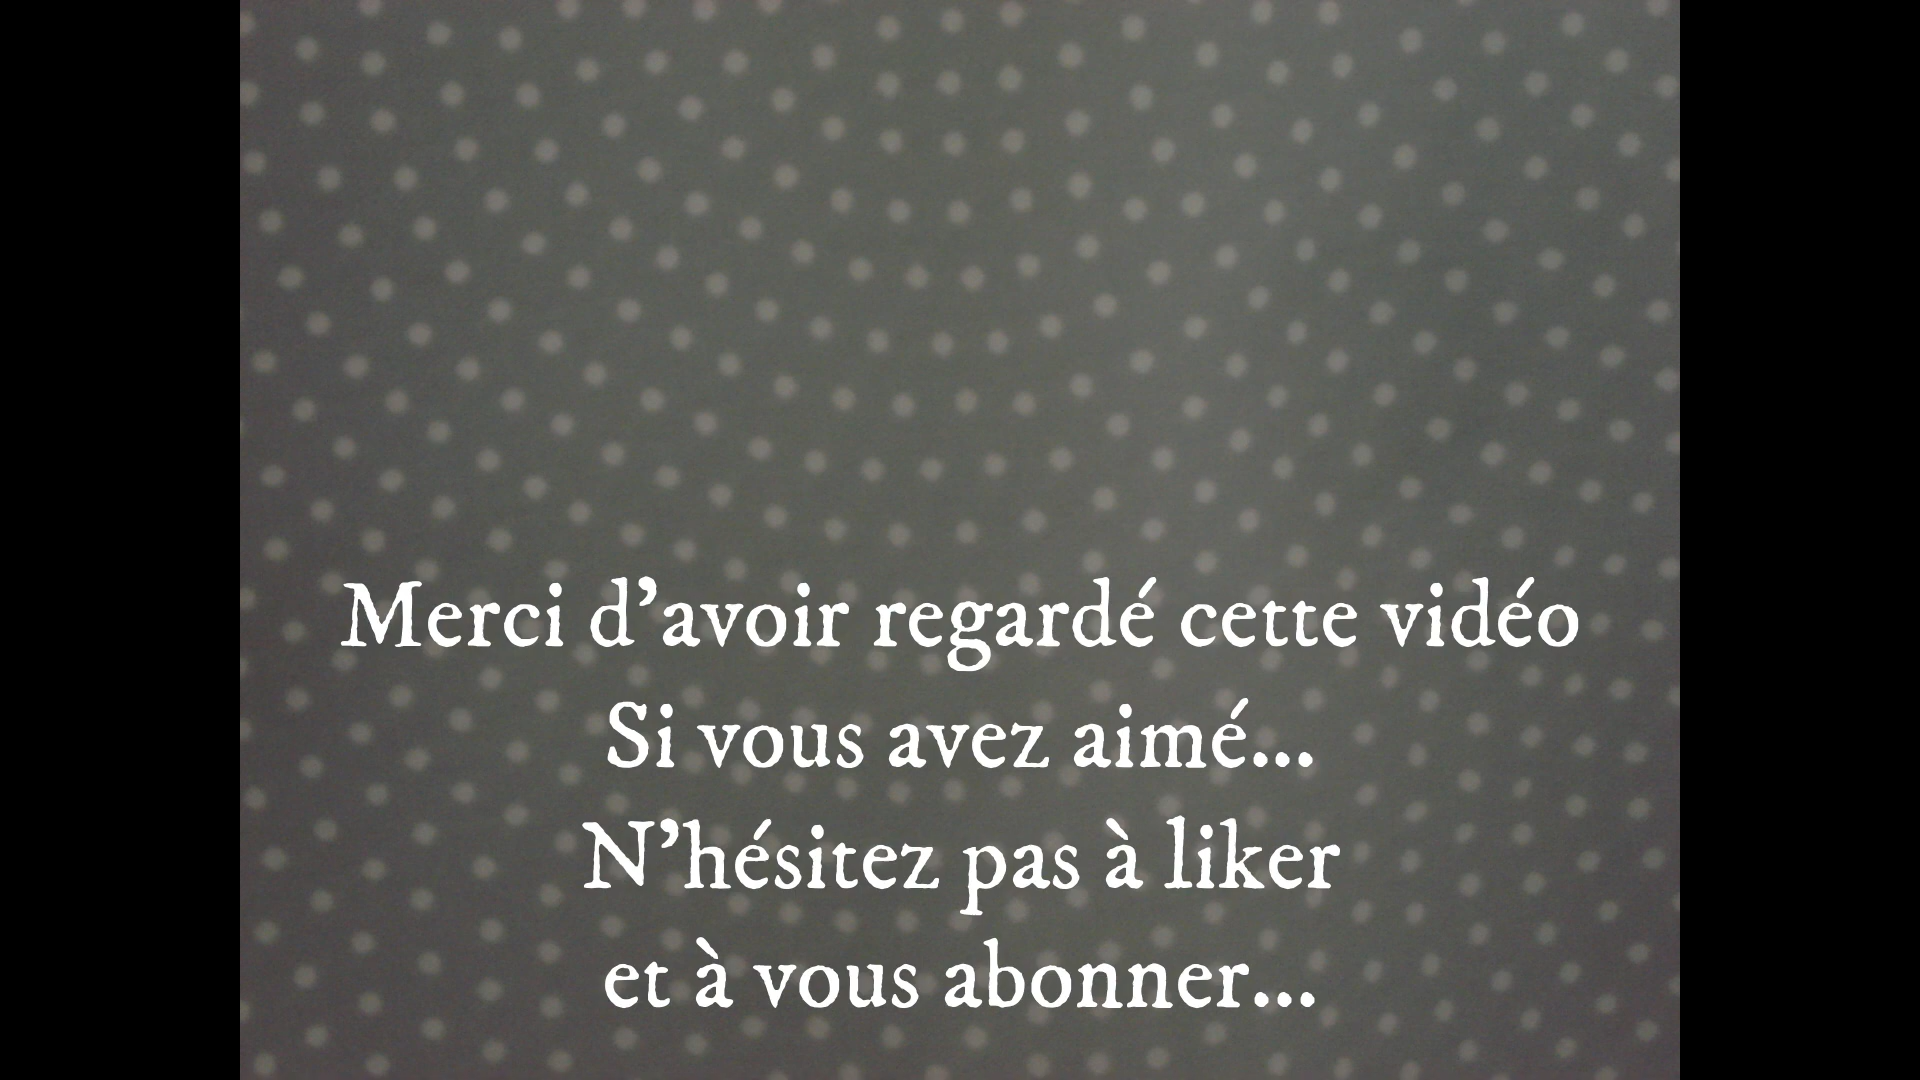 Merci d’avoir regardé cette vidéo
Si vous avez aimé...
N’hésitez pas à liker
et à vous abonner...